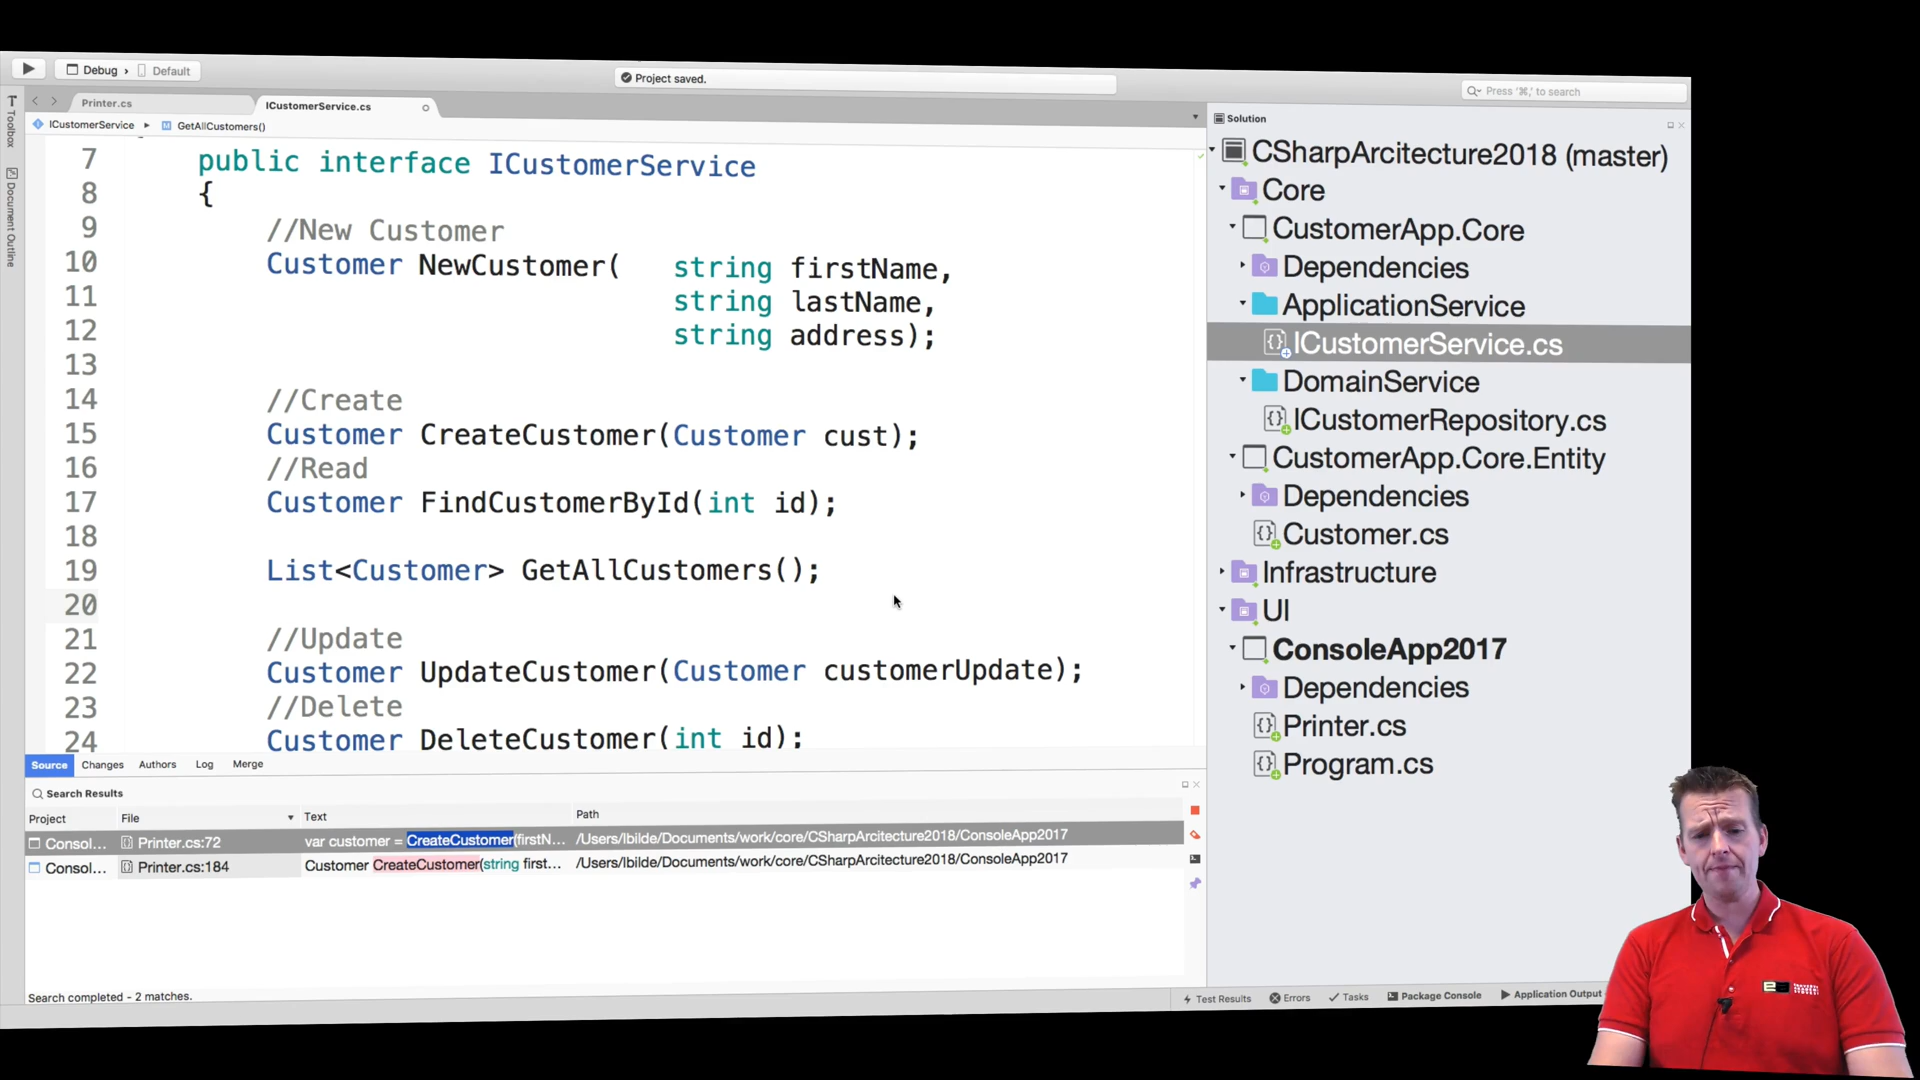 Debug › Default
Project saved.
Press '⌘,' to search
Printer.cs
ICustomerService.cs
ICustomerService ▸ GetAllCustomers()
Toolbox
Document Outline
7 public interface ICustomerService
8 {
9 //New Customer
10 Customer NewCustomer( string firstName,
11 string lastName,
12 string address);
13
14 //Create
15 Customer CreateCustomer(Customer cust);
16 //Read
17 Customer FindCustomerById(int id);
18
19 List<Customer> GetAllCustomers();
20
21 //Update
22 Customer UpdateCustomer(Customer customerUpdate);
23 //Delete
24 Customer DeleteCustomer(int id);
Source Changes Authors Log Merge
Search Results
Project File Text Path
Consol... Printer.cs:72 var customer = CreateCustomer(firstN... /Users/lbilde/Documents/work/core/CSharpArcitecture2018/ConsoleApp2017
Consol... Printer.cs:184 Customer CreateCustomer(string first... /Users/lbilde/Documents/work/core/CSharpArcitecture2018/ConsoleApp2017
Search completed - 2 matches.
Solution
CSharpArcitecture2018 (master)
Core
CustomerApp.Core
Dependencies
ApplicationService
ICustomerService.cs
DomainService
ICustomerRepository.cs
CustomerApp.Core.Entity
Dependencies
Customer.cs
Infrastructure
UI
ConsoleApp2017
Dependencies
Printer.cs
Program.cs
Test Results Errors Tasks Package Console Application Output